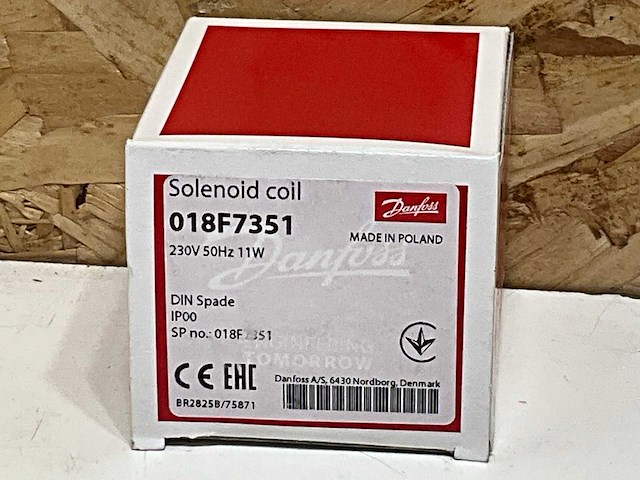 Solenoid coil
018F7351
230V 50Hz 11W
Danfoss
MADE IN POLAND
Danfoss
DIN Spade
IP00
SP no.: 018F7351
ENGINEERING
TOMORROW
CE EAC
Danfoss A/S, 6430 Nordborg, Denmark
BR2825B/75871